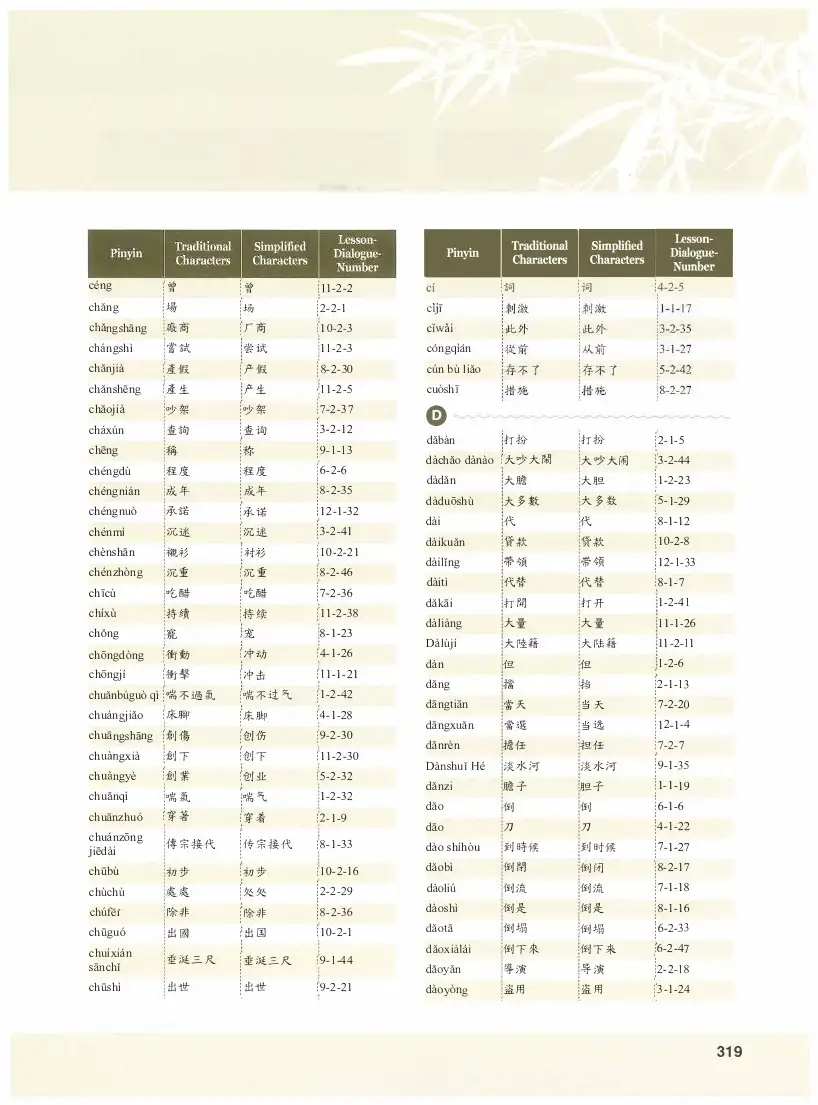 Pinyin Traditional Characters Simplified Characters Lesson-Dialogue-Number
céng 曾 曾 11-2-2
chǎng 場 场 2-2-1
chǎngshāng 廠商 厂商 10-2-3
chángshì 嘗試 尝试 11-2-3
chǎnjià 產假 产假 8-2-30
chǎnshēng 產生 产生 11-2-5
chǎojià 吵架 吵架 7-2-37
cháxún 查詢 查询 3-2-12
chēng 稱 称 9-1-13
chéngdù 程度 程度 6-2-6
chéngnián 成年 成年 8-2-35
chéngnuò 承諾 承诺 12-1-32
chénmí 沉迷 沉迷 3-2-41
chènshān 襯衫 衬衫 10-2-21
chénzhòng 沉重 沉重 8-2-46
chīcù 吃醋 吃醋 7-2-36
chíxù 持續 持续 11-2-38
chǒng 寵 宠 8-1-23
chōngdòng 衝動 冲动 4-1-26
chōngjí 衝擊 冲击 11-1-21
chuǎnbúguò qì 喘不過氣 喘不过气 1-2-42
chuángjiǎo 床腳 床脚 4-1-28
chuāngshāng 創傷 创伤 9-2-30
chuàngxià 創下 创下 11-2-30
chuàngyè 創業 创业 5-2-32
chuǎnqì 喘氣 喘气 1-2-32
chuānzhuó 穿著 穿着 2-1-9
chuánzōng jiēdài 傳宗接代 传宗接代 8-1-33
chūbù 初步 初步 10-2-16
chùchù 處處 处处 2-2-29
chúfēi 除非 除非 8-2-36
chūguó 出國 出国 10-2-1
chuíxián sānchǐ 垂涎三尺 垂涎三尺 9-1-44
chūshì 出世 出世 9-2-21
Pinyin Traditional Characters Simplified Characters Lesson-Dialogue-Number
cí 詞 词 4-2-5
cìjī 刺激 刺激 1-1-17
cǐwài 此外 此外 3-2-35
cóngqián 從前 从前 3-1-27
cún bù liǎo 存不了 存不了 5-2-42
cuòshī 措施 措施 8-2-27
D
dǎbàn 打扮 打扮 2-1-5
dàchǎo dànào 大吵大鬧 大吵大闹 3-2-44
dàdǎn 大膽 大胆 1-2-23
dàduōshù 大多數 大多数 5-1-29
dài 代 代 8-1-12
dàikuǎn 貸款 贷款 10-2-8
dàilǐng 帶領 带领 12-1-33
dàitì 代替 代替 8-1-7
dǎkāi 打開 打开 1-2-41
dàliàng 大量 大量 11-1-26
Dàlùjí 大陸籍 大陆籍 11-2-11
dàn 但 但 1-2-6
dǎng 擋 挡 2-1-13
dāngtiān 當天 当天 7-2-20
dāngxuǎn 當選 当选 12-1-4
dānrèn 擔任 担任 7-2-7
Dànshuǐ Hé 淡水河 淡水河 9-1-35
dǎnzi 膽子 胆子 1-1-19
dǎo 倒 倒 6-1-6
dāo 刀 刀 4-1-22
dào shíhòu 到時候 到时候 7-1-27
dǎobì 倒閉 倒闭 8-2-17
dàoliú 倒流 倒流 7-1-18
dàoshì 倒是 倒是 8-1-16
dǎotā 倒塌 倒塌 6-2-33
dǎoxiàlái 倒下來 倒下来 6-2-47
dǎoyǎn 導演 导演 2-2-18
dàoyòng 盜用 盗用 3-1-24
319